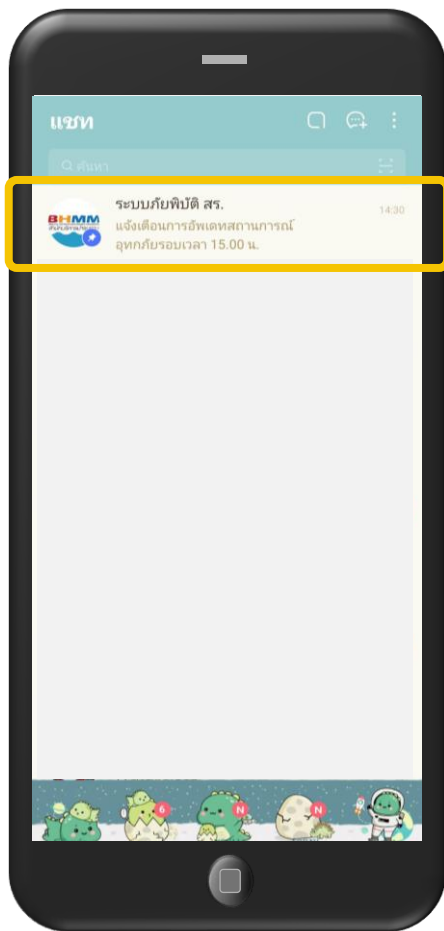 แชท
ค้นหา
ระบบภัยพิบัติ สร.
14:30
BHMM
แจ้งเตือนการอัพเดทสถานการณ์
อุทกภัยรอบเวลา 15.00 น.
6
N
N